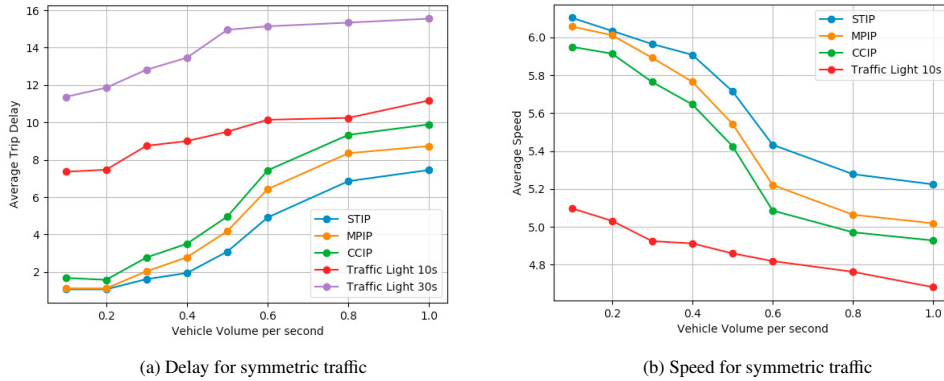 16
14
12
10
8
6
4
2
Average Trip Delay
STIP
MPIP
CCIP
Traffic Light 10s
Traffic Light 30s
0.2 0.4 0.6 0.8 1.0
Vehicle Volume per second
(a) Delay for symmetric traffic
6.0
5.8
5.6
5.4
5.2
5.0
4.8
Average Speed
STIP
MPIP
CCIP
Traffic Light 10s
0.2 0.4 0.6 0.8 1.0
Vehicle Volume per second
(b) Speed for symmetric traffic